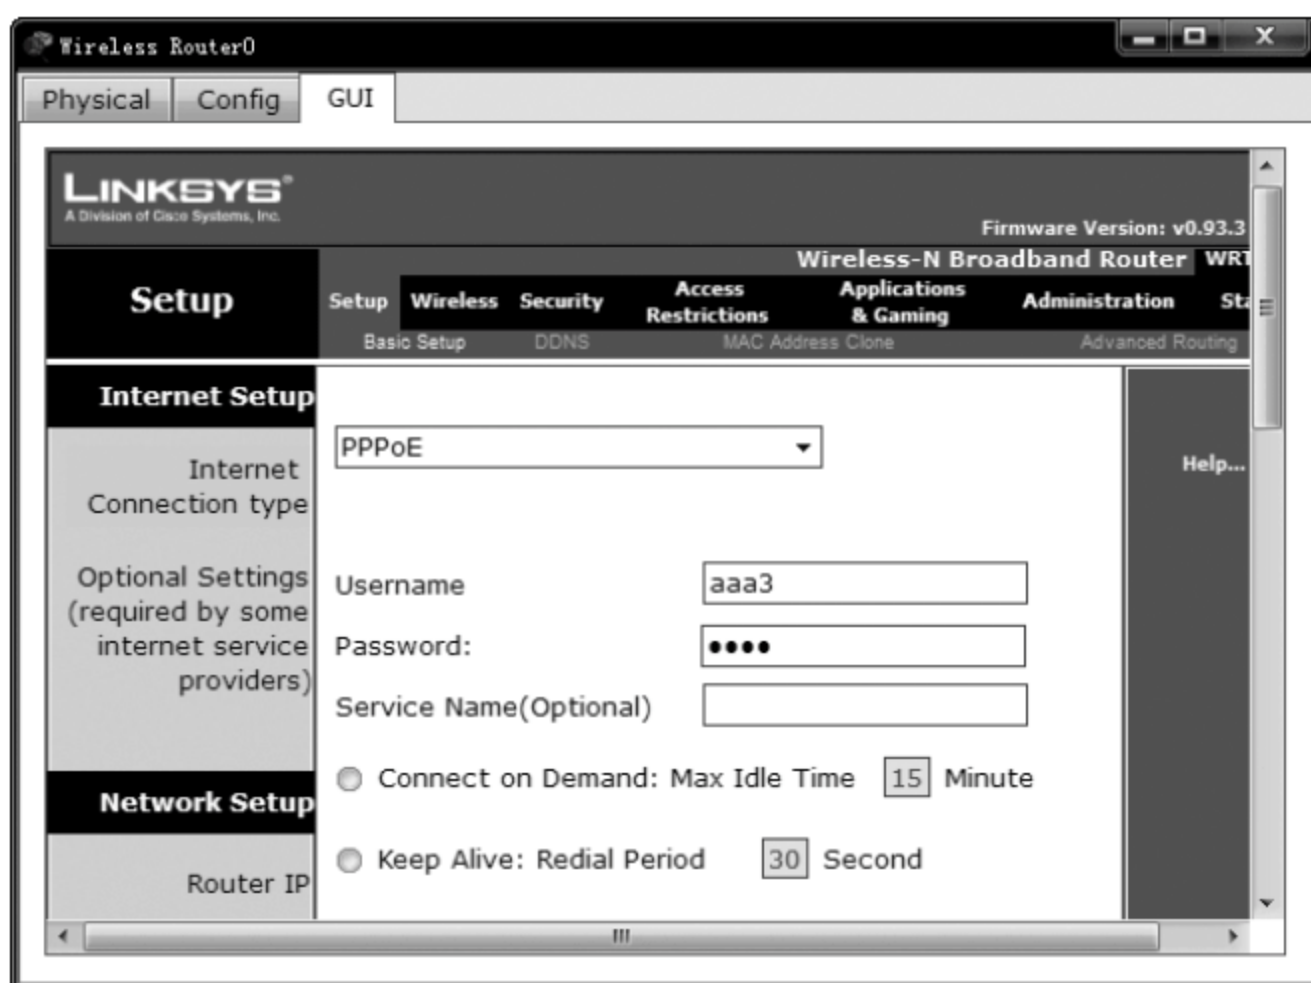 Wireless Router0
Physical Config GUI
LINKSYS®
A Division of Cisco Systems, Inc.
Firmware Version: v0.93.3
Wireless-N Broadband Router WRT
Setup
Setup Wireless Security Access Restrictions Applications & Gaming Administration Sta
Basic Setup DDNS MAC Address Clone Advanced Routing
Internet Setup
PPPoE
Help...
Internet
Connection type
Optional Settings
(required by some
internet service
providers)
Username aaa3
Password: ••••
Service Name(Optional)
Connect on Demand: Max Idle Time 15 Minute
Network Setup
Keep Alive: Redial Period 30 Second
Router IP